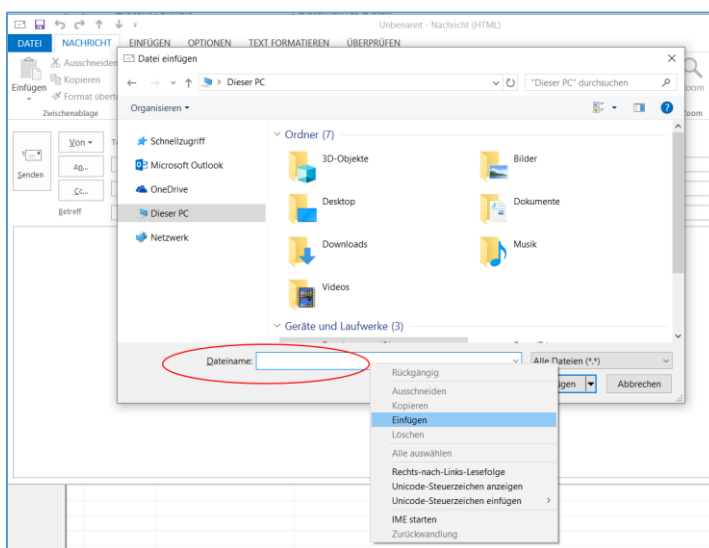 Unbenannt - Nachricht (HTML)
DATEI NACHRICHT EINFÜGEN OPTIONEN TEXT FORMATIEREN ÜBERPRÜFEN
Einfügen
Ausschneiden
Kopieren
Format übert
Zwischenablage
Zoom
Datei einfügen
Dieser PC
"Dieser PC" durchsuchen
Organisieren
Schnellzugriff
Microsoft Outlook
OneDrive
Dieser PC
Netzwerk
Ordner (7)
3D-Objekte
Bilder
Desktop
Dokumente
Downloads
Musik
Videos
Geräte und Laufwerke (3)
Dateiname:
Alle Dateien (*.*)
Abbrechen
Senden
Von
An...
Cc...
Betreff
Rückgängig
Ausschneiden
Kopieren
Einfügen
Löschen
Alle auswählen
Rechts-nach-Links-Lesefolge
Unicode-Steuerzeichen anzeigen
Unicode-Steuerzeichen einfügen
IME starten
Zurückwandlung